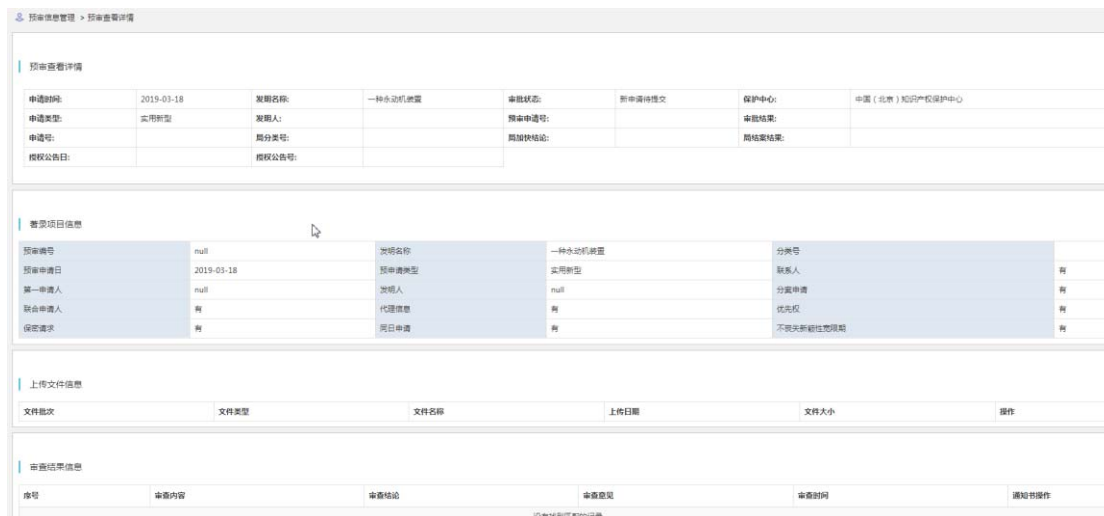 预审信息管理 > 预审查看详情
预审查看详情
申请时间: 2019-03-18 发明名称: 一种永动机装置 审批状态: 新申请待提交 保护中心: 中国（北京）知识产权保护中心
申请类型: 实用新型 发明人: 预审申请号: 审批结果:
申请号: 局分类号: 局加快结论: 局结案结果:
授权公告日: 授权公告号:
著录项目信息
预审编号 null 发明名称 一种永动机装置 分类号
预审申请日 2019-03-18 预申请类型 实用新型 联系人 有
第一申请人 null 发明人 null 分案申请 有
联合申请人 有 代理信息 有 优先权 有
保密请求 有 同日申请 有 不丧失新颖性宽限期 有
上传文件信息
文件批次 文件类型 文件名称 上传日期 文件大小 操作
审查结果信息
序号 审查内容 审查结论 审查意见 审查时间 通知书操作
没有找到匹配的记录